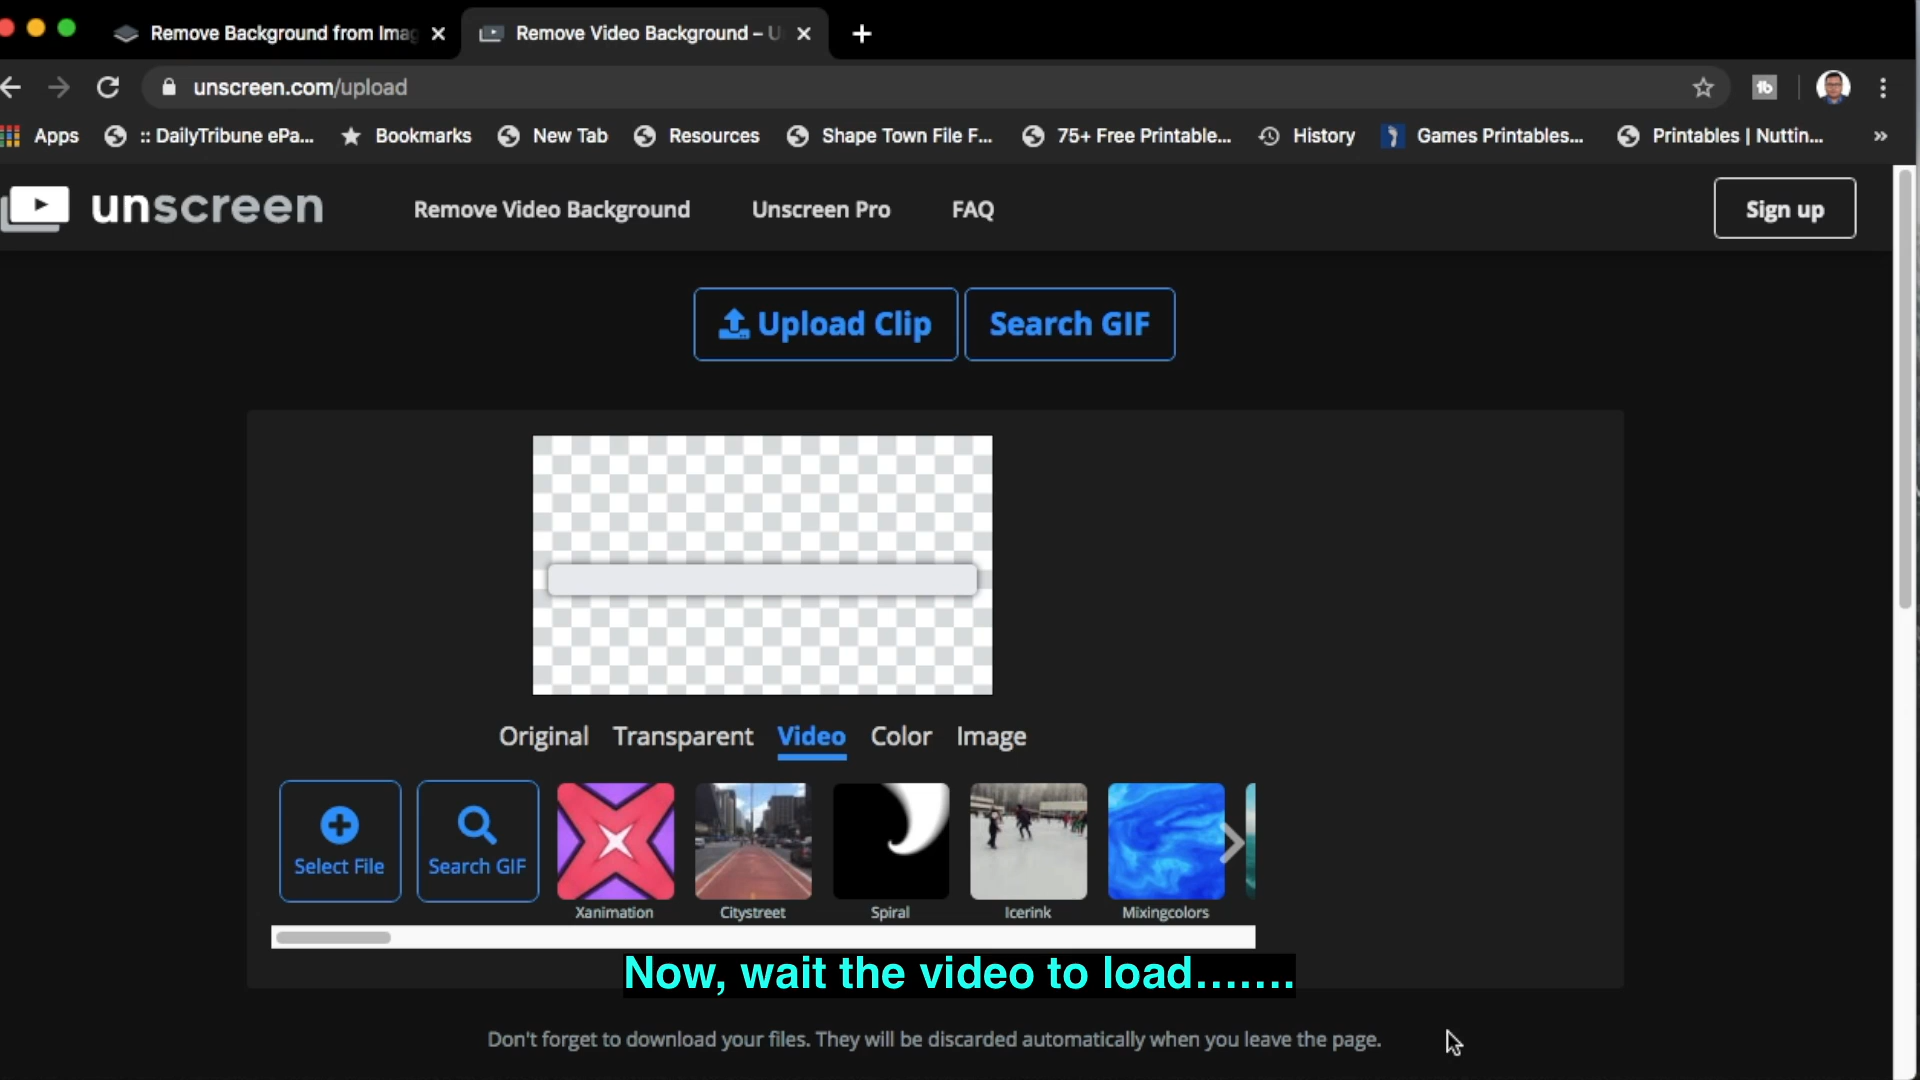 Remove Background from Imag
Remove Video Background – U
unscreen.com/upload
tb
Apps
:: DailyTribune ePa...
Bookmarks
New Tab
Resources
Shape Town File F...
75+ Free Printable...
History
Games Printables...
Printables | Nuttin...
»
unscreen
Remove Video Background
Unscreen Pro
FAQ
Sign up
Upload Clip
Search GIF
Original
Transparent
Video
Color
Image
Select File
Search GIF
Xanimation
Citystreet
Spiral
Icerink
Mixingcolors
Now, wait the video to load.......
Don't forget to download your files. They will be discarded automatically when you leave the page.